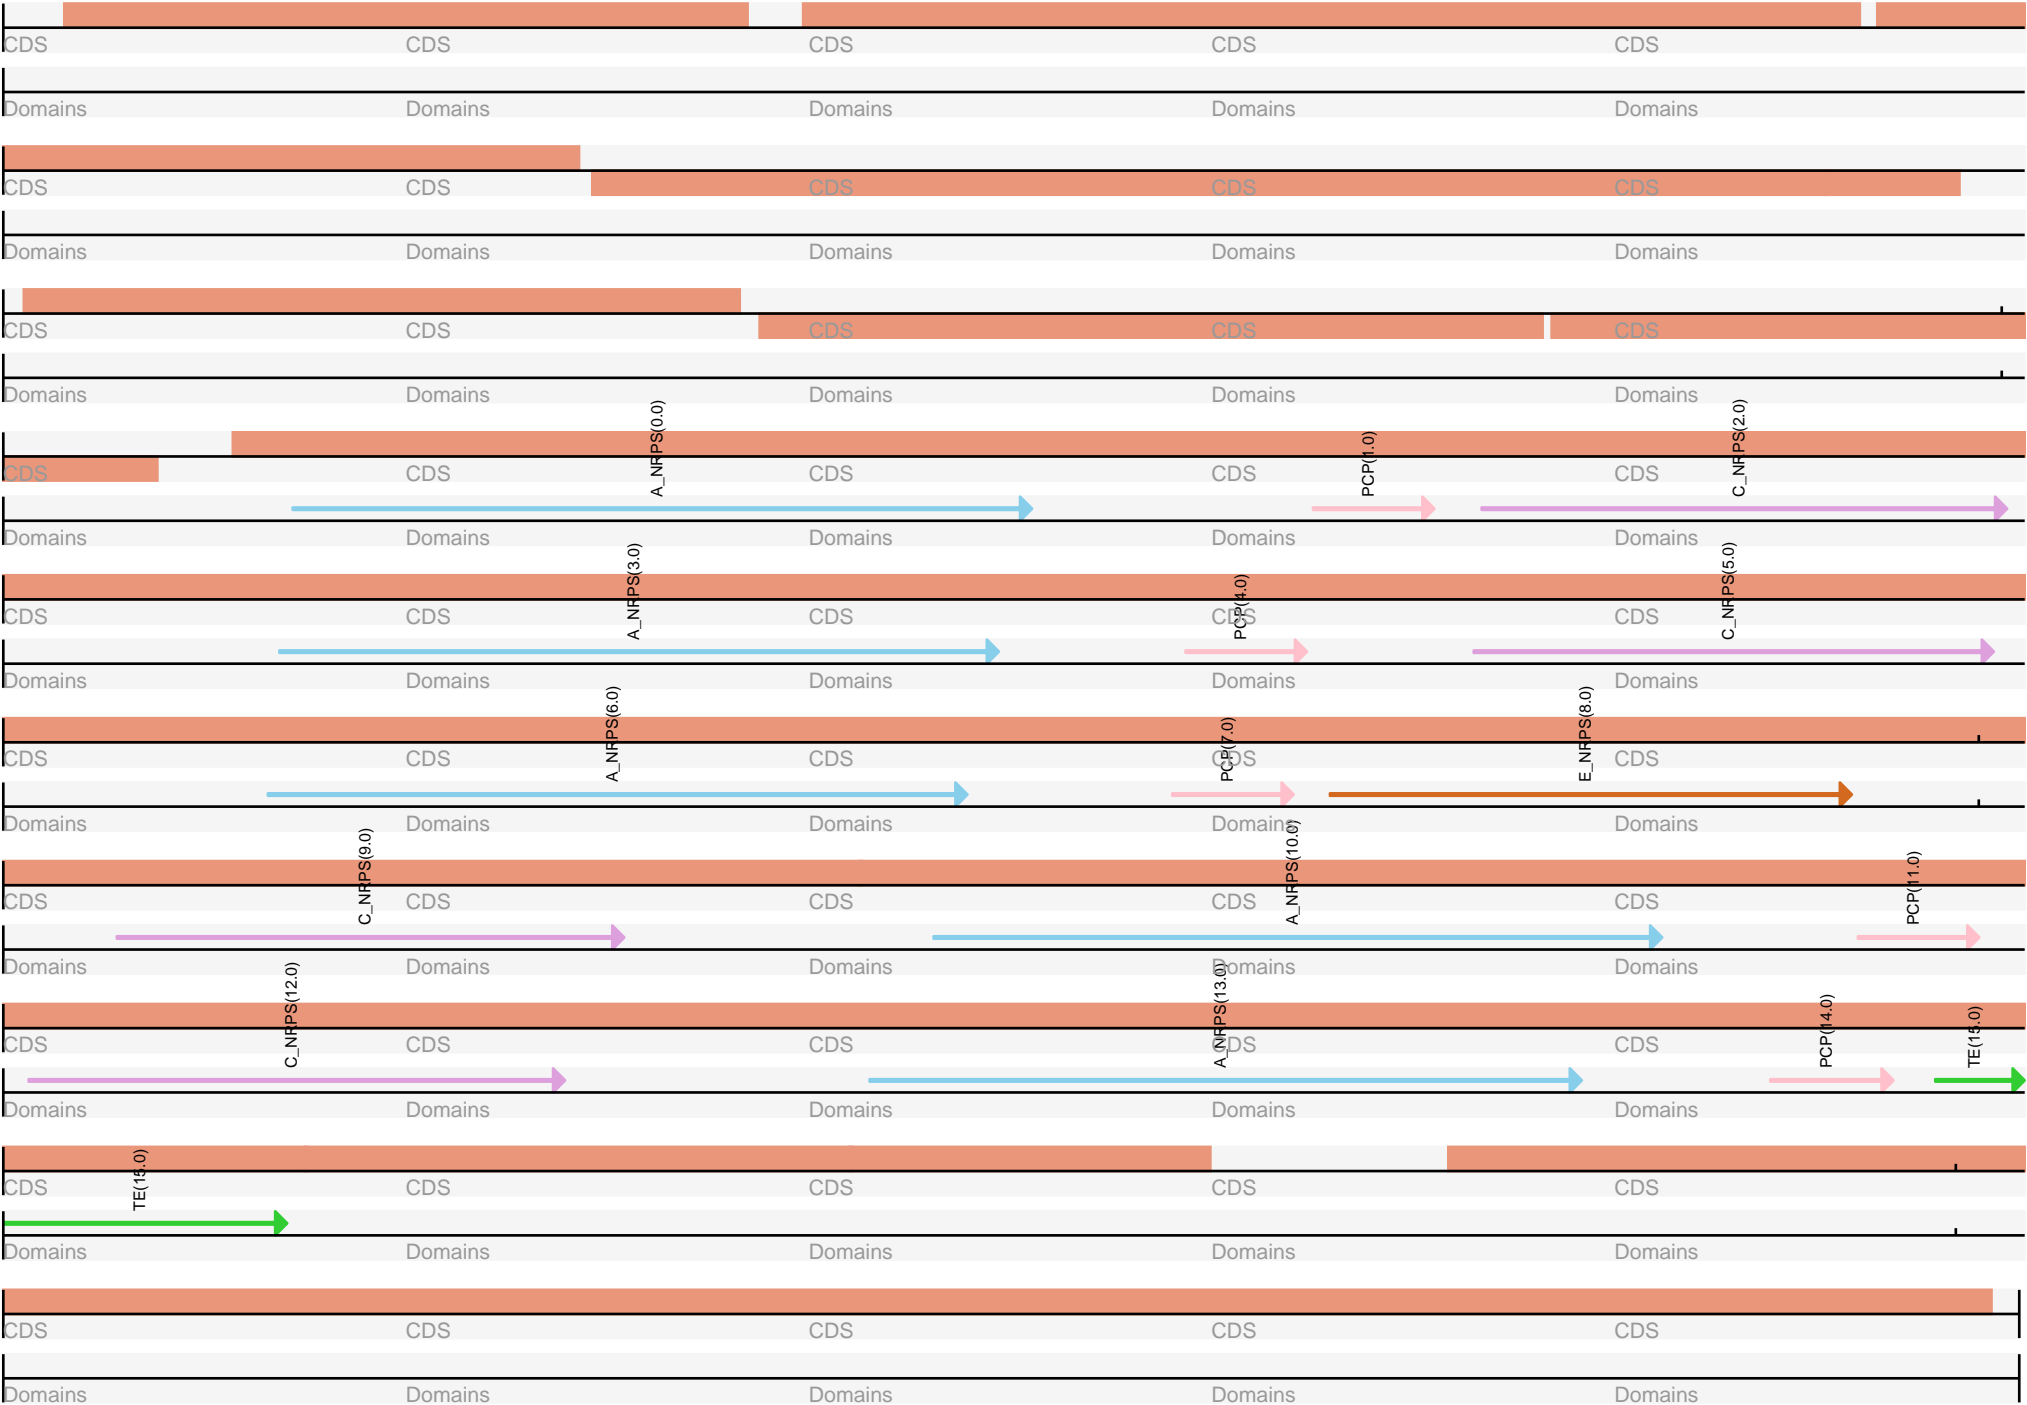 CDS CDS CDS CDS CDS
Domains Domains Domains Domains Domains
CDS CDS CDS CDS CDS
Domains Domains Domains Domains Domains
CDS CDS CDS CDS CDS
Domains Domains Domains Domains Domains
A_NRPS(0.0) PCP(1.0) C_NRPS(2.0)
CDS CDS CDS CDS CDS
Domains Domains Domains Domains Domains
A_NRPS(3.0) PCP(4.0) C_NRPS(5.0)
CDS CDS CDS CDS CDS
Domains Domains Domains Domains Domains
A_NRPS(6.0) PCP(7.0) E_NRPS(8.0)
CDS CDS CDS CDS CDS
Domains Domains Domains Domains Domains
C_NRPS(9.0) A_NRPS(10.0) PCP(11.0)
CDS CDS CDS CDS CDS
Domains Domains Domains Domains Domains
C_NRPS(12.0) A_NRPS(13.0) PCP(14.0) TE(15.0)
CDS CDS CDS CDS CDS
Domains Domains Domains Domains Domains
TE(15.0)
CDS CDS CDS CDS CDS
Domains Domains Domains Domains Domains
CDS CDS CDS CDS CDS
Domains Domains Domains Domains Domains